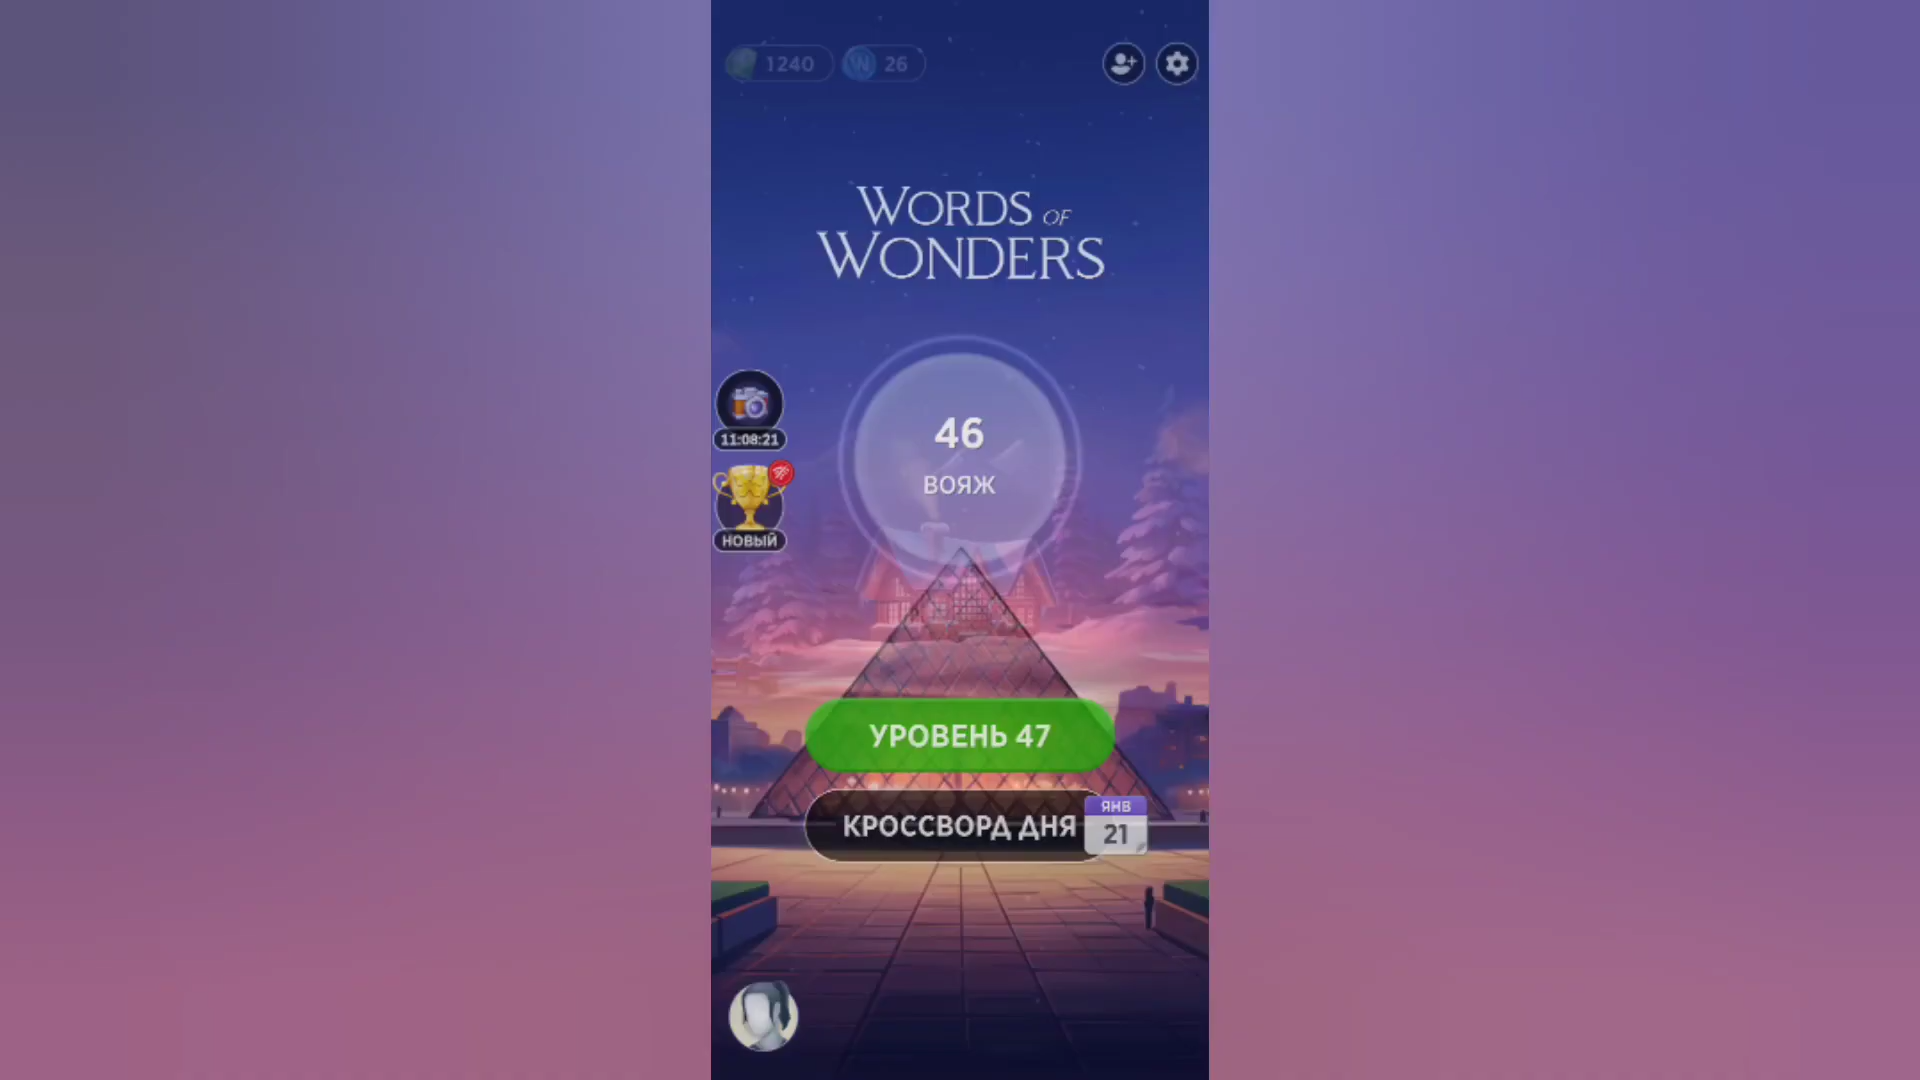 1240
26
WORDS OF
WONDERS
46
ВОЯЖ
11:08:21
НОВЫЙ
УРОВЕНЬ 47
КРОССВОРД ДНЯ
ЯНВ
21